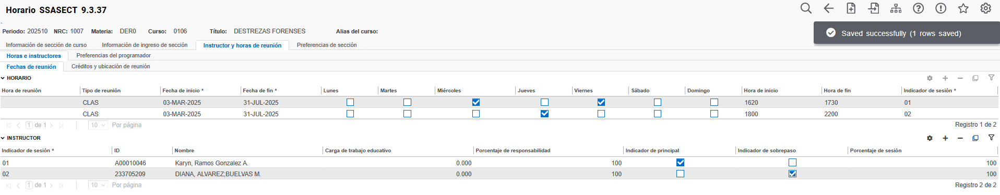 Horario SSASECT 9.3.37
Saved successfully (1 rows saved)
Periodo: 202510 NRC: 1007 Materia: DER0 Curso: 0106 Título: DESTREZAS FORENSES Alias del curso:
Información de sección de curso Información de ingreso de sección Instructor y horas de reunión Preferencias de sección
Horas e instructores Preferencias del programador
Fechas de reunión Créditos y ubicación de reunión
HORARIO
Hora de reunión Tipo de reunión Fecha de inicio * Fecha de fin * Lunes Martes Miércoles Jueves Viernes Sábado Domingo Hora de inicio Hora de fin Indicador de sesión *
CLAS 03-MAR-2025 31-JUL-2025 1620 1730 01
CLAS 03-MAR-2025 31-JUL-2025 1800 2200 02
1 de 1 10 Por página Registro 1 de 2
INSTRUCTOR
Indicador de sesión * ID Nombre Carga de trabajo educativo Porcentaje de responsabilidad Indicador de principal Indicador de sobrepaso Porcentaje de sesión
01 A00010046 Karyn, Ramos Gonzalez A. 0.000 100 100
02 233705209 DIANA, ALVAREZ;BUELVAS M. 0.000 100 100
1 de 1 10 Por página Registro 2 de 2